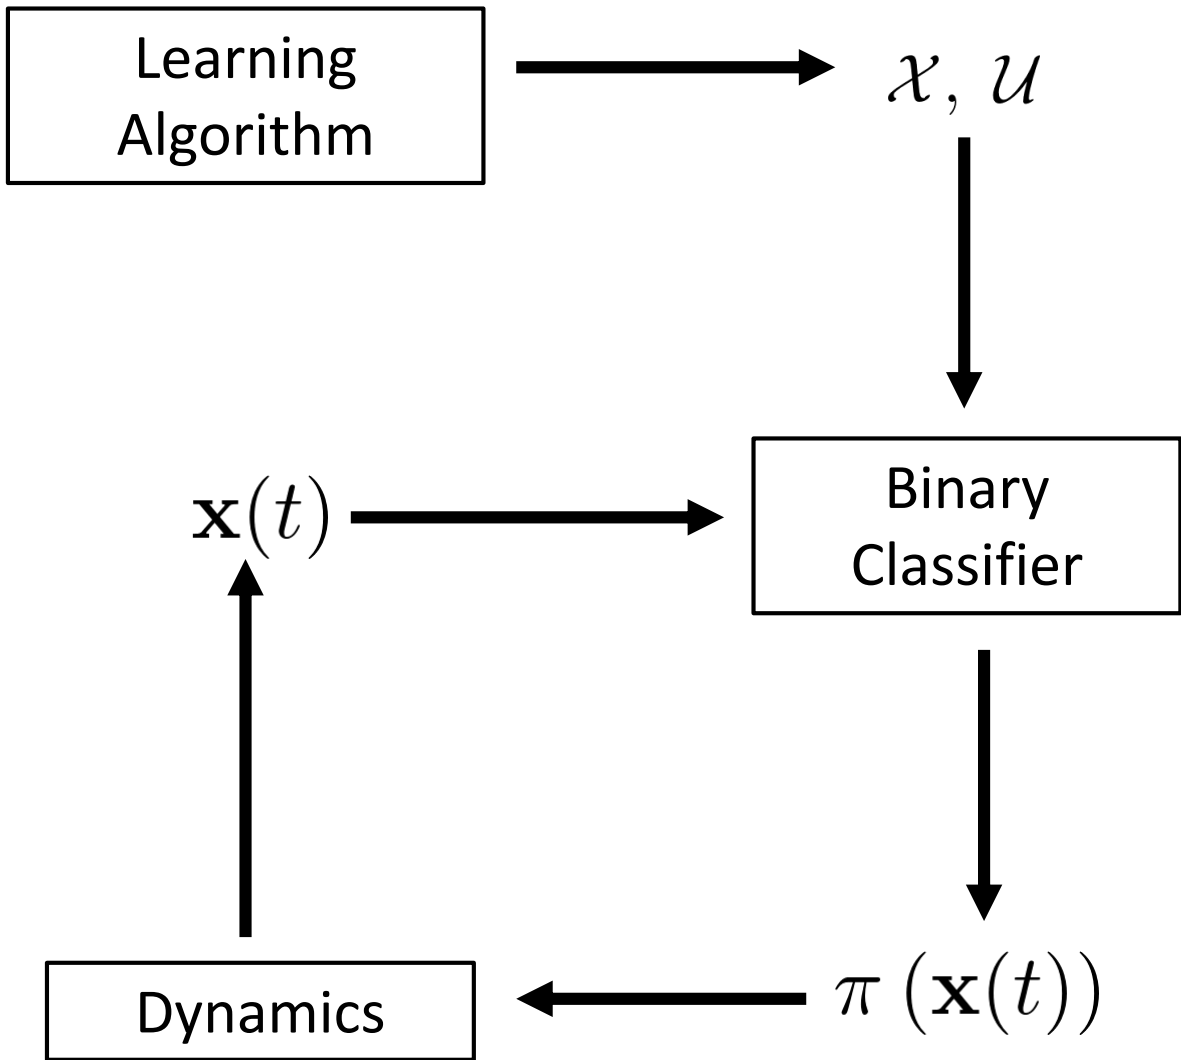 Learning
Algorithm
𝒳, 𝒰
𝐱(t)
Binary
Classifier
Dynamics
π (𝐱(t))